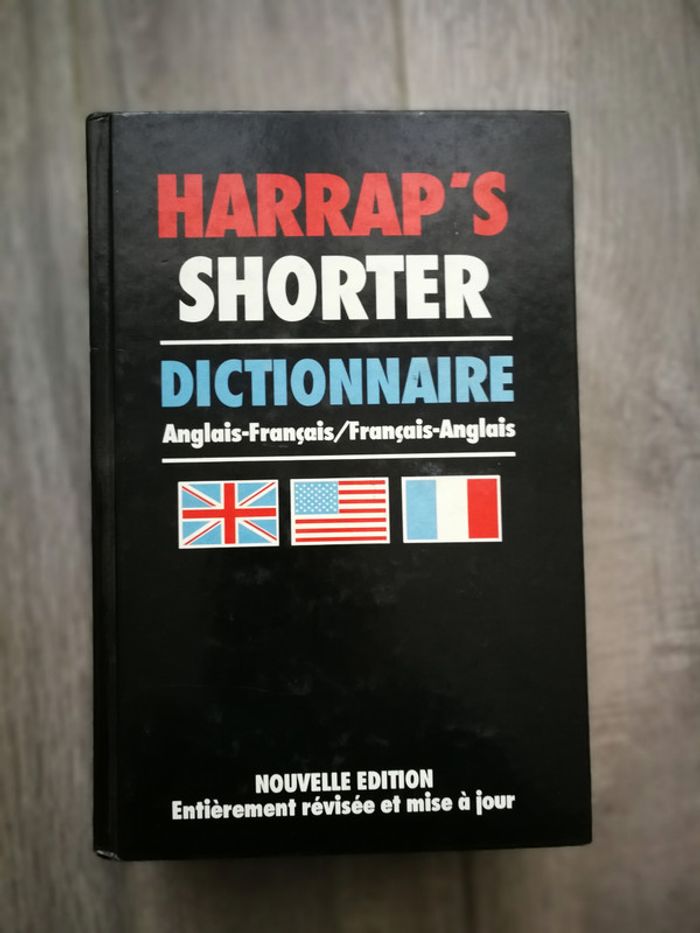 HARRAP'S
SHORTER
DICTIONNAIRE
Anglais-Français/Français-Anglais
NOUVELLE EDITION
Entièrement révisée et mise à jour